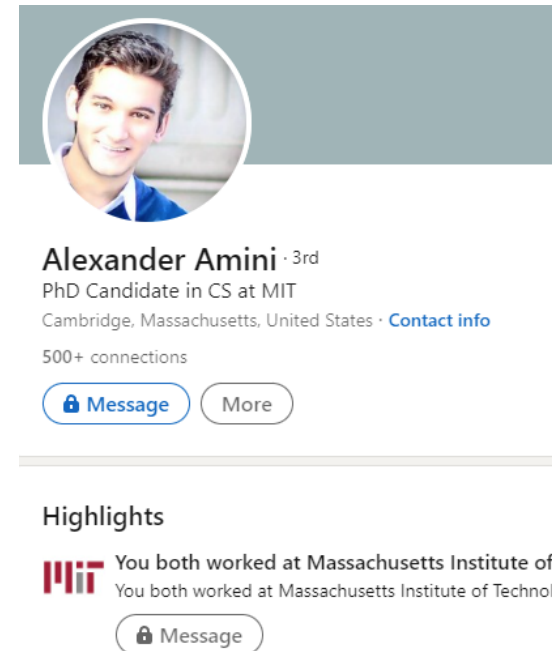 Alexander Amini · 3rd
PhD Candidate in CS at MIT
Cambridge, Massachusetts, United States · Contact info
500+ connections
Message More
Highlights
MIT You both worked at Massachusetts Institute of
You both worked at Massachusetts Institute of Technol
Message